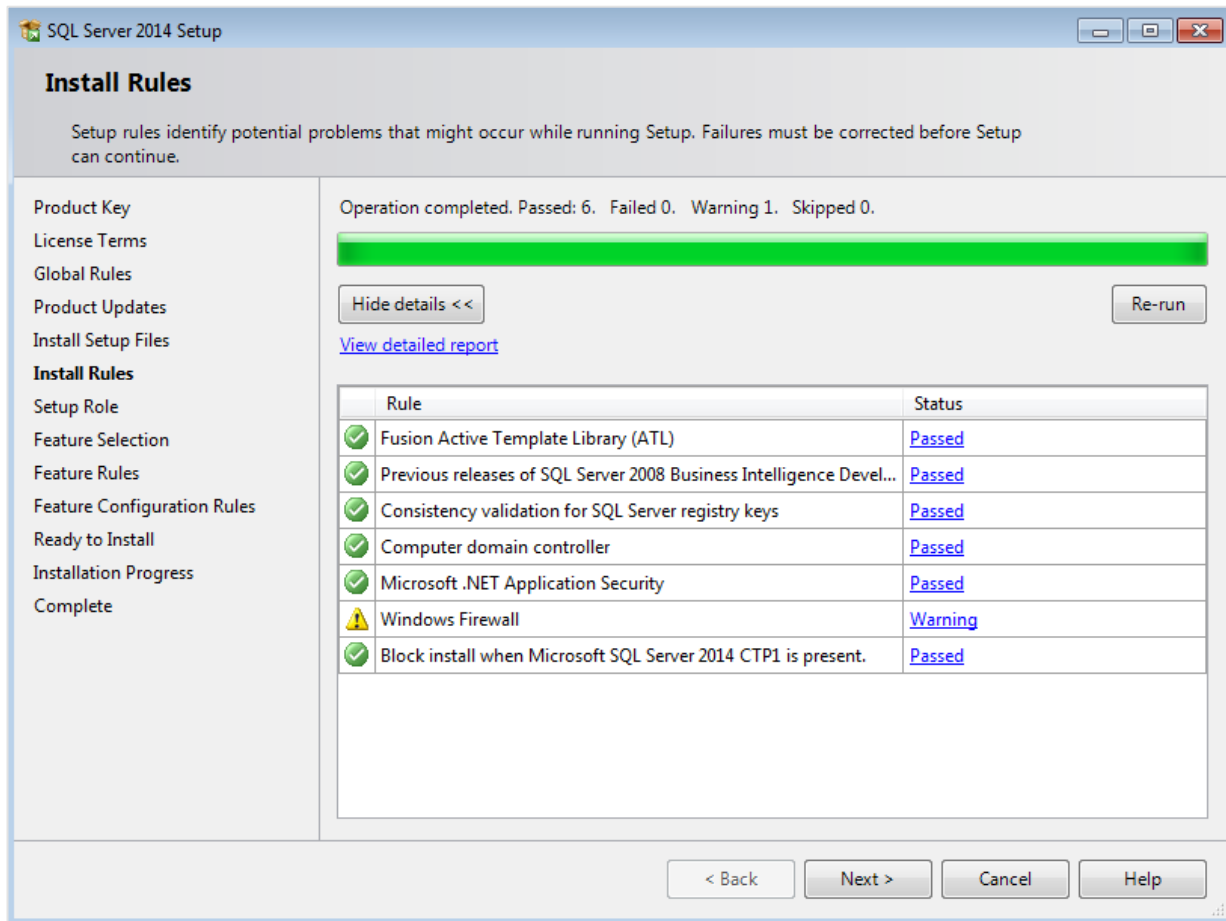 SQL Server 2014 Setup
Install Rules
Setup rules identify potential problems that might occur while running Setup. Failures must be corrected before Setup
can continue.
Product Key
License Terms
Global Rules
Product Updates
Install Setup Files
Install Rules
Setup Role
Feature Selection
Feature Rules
Feature Configuration Rules
Ready to Install
Installation Progress
Complete
Operation completed. Passed: 6. Failed 0. Warning 1. Skipped 0.
Hide details <<
Re-run
View detailed report
Rule Status
Fusion Active Template Library (ATL) Passed
Previous releases of SQL Server 2008 Business Intelligence Devel... Passed
Consistency validation for SQL Server registry keys Passed
Computer domain controller Passed
Microsoft .NET Application Security Passed
Windows Firewall Warning
Block install when Microsoft SQL Server 2014 CTP1 is present. Passed
< Back Next > Cancel Help